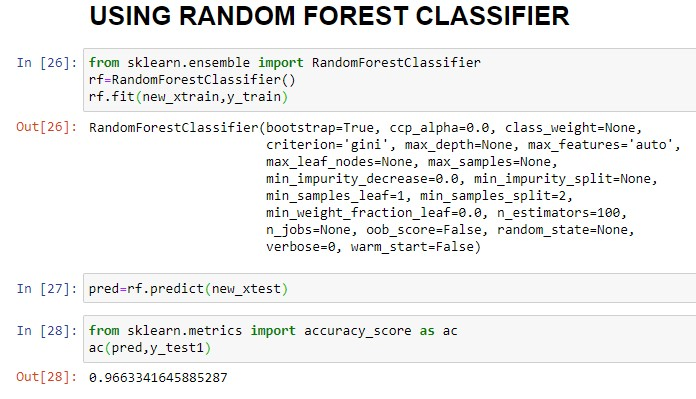 USING RANDOM FOREST CLASSIFIER
In [26]: from sklearn.ensemble import RandomForestClassifier
rf=RandomForestClassifier()
rf.fit(new_xtrain,y_train)
Out[26]: RandomForestClassifier(bootstrap=True, ccp_alpha=0.0, class_weight=None,
criterion='gini', max_depth=None, max_features='auto',
max_leaf_nodes=None, max_samples=None,
min_impurity_decrease=0.0, min_impurity_split=None,
min_samples_leaf=1, min_samples_split=2,
min_weight_fraction_leaf=0.0, n_estimators=100,
n_jobs=None, oob_score=False, random_state=None,
verbose=0, warm_start=False)
In [27]: pred=rf.predict(new_xtest)
In [28]: from sklearn.metrics import accuracy_score as ac
ac(pred,y_test1)
Out[28]: 0.9663341645885287